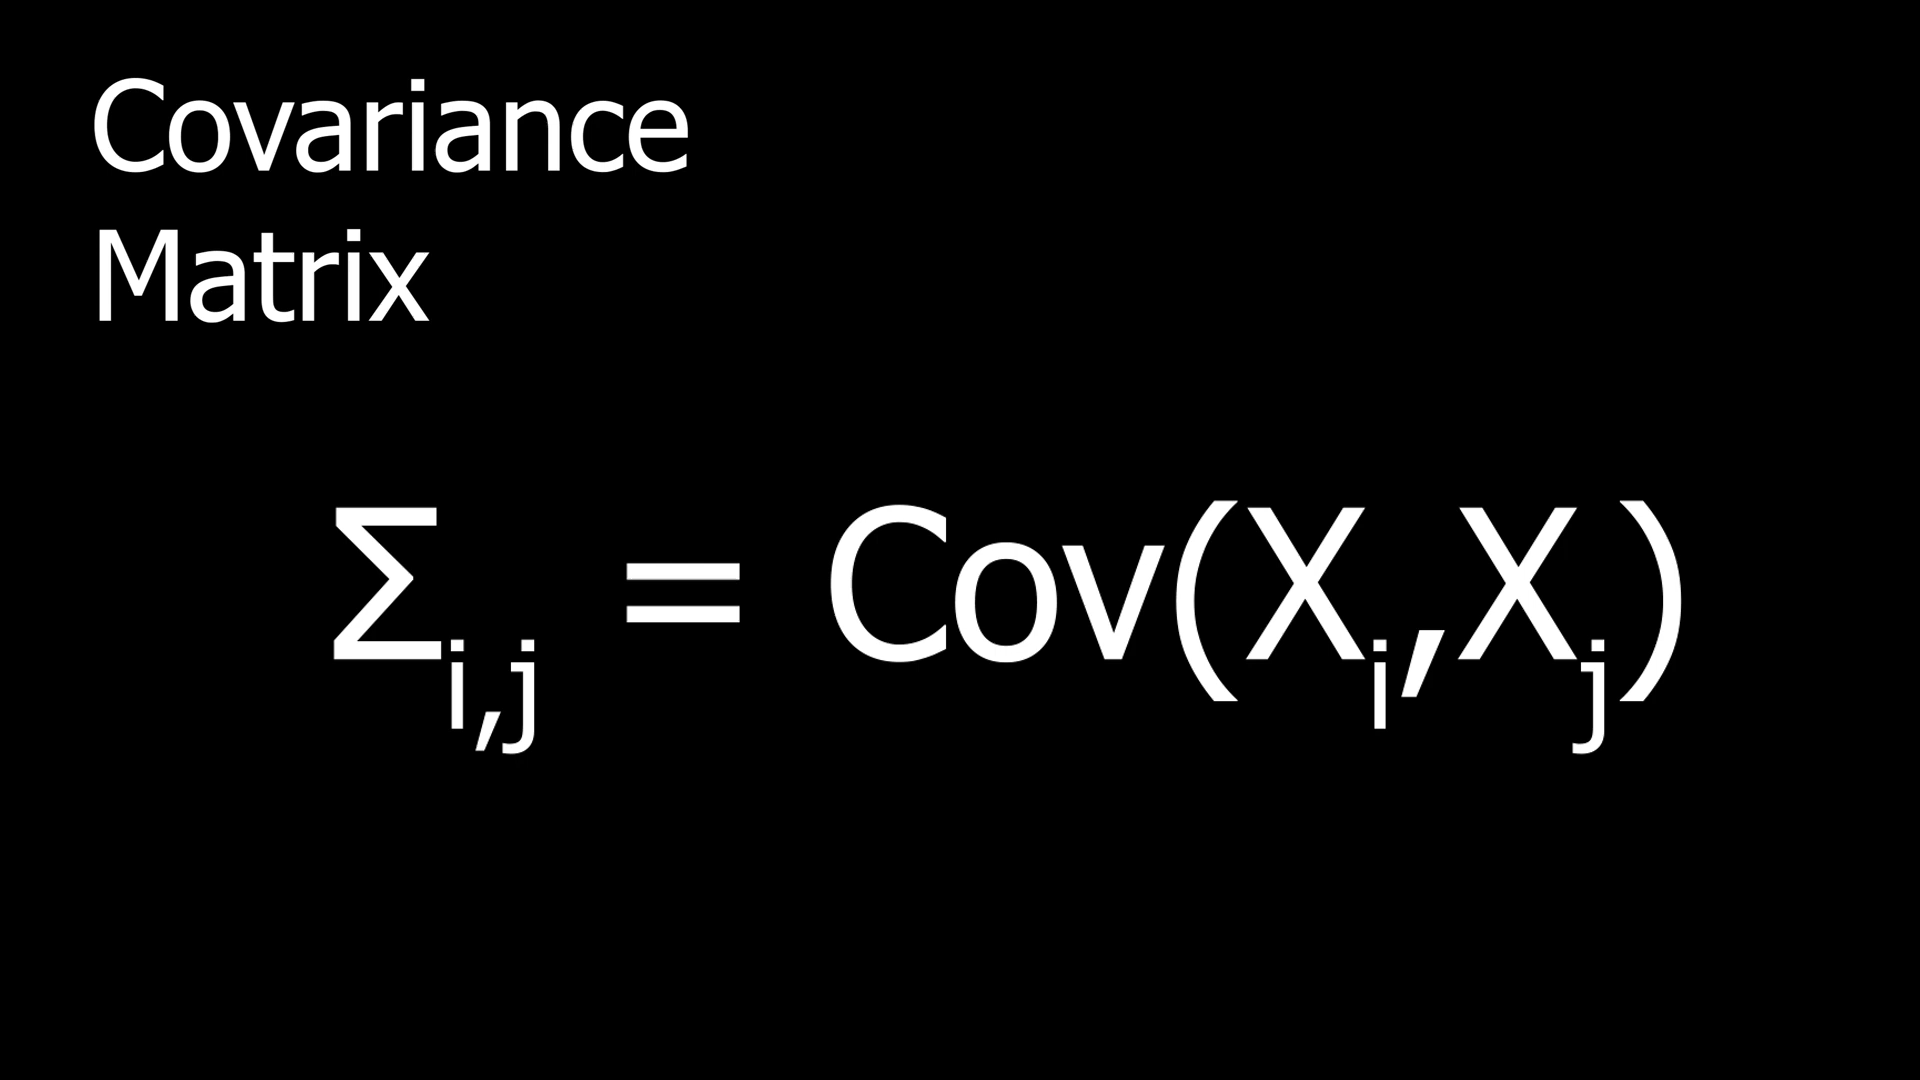 Covariance
Matrix
Σi,j = Cov(Xi,Xj)